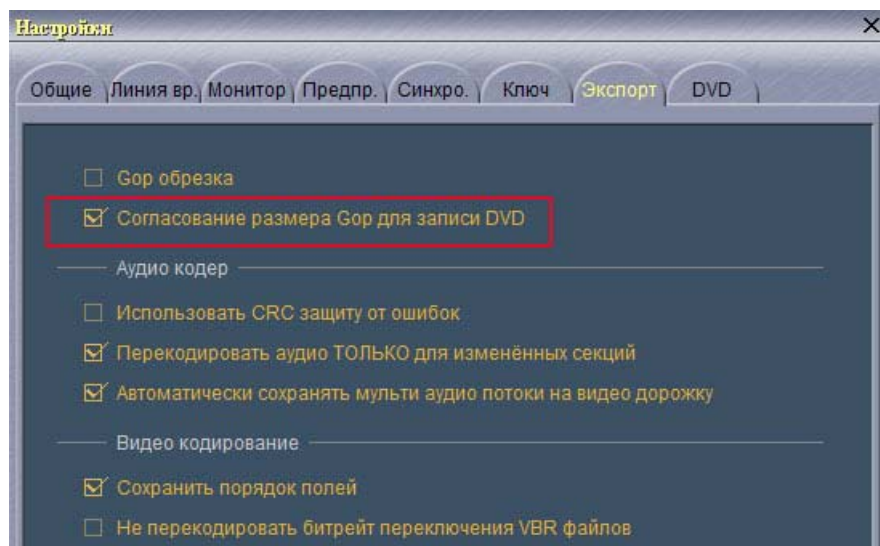 Настройки
Общие Линия вр. Монитор Предпр. Синхро. Ключ Экспорт DVD
Gop обрезка
Согласование размера Gop для записи DVD
Аудио кодер
Использовать CRC защиту от ошибок
Перекодировать аудио ТОЛЬКО для изменённых секций
Автоматически сохранять мульти аудио потоки на видео дорожку
Видео кодирование
Сохранить порядок полей
Не перекодировать битрейт переключения VBR файлов